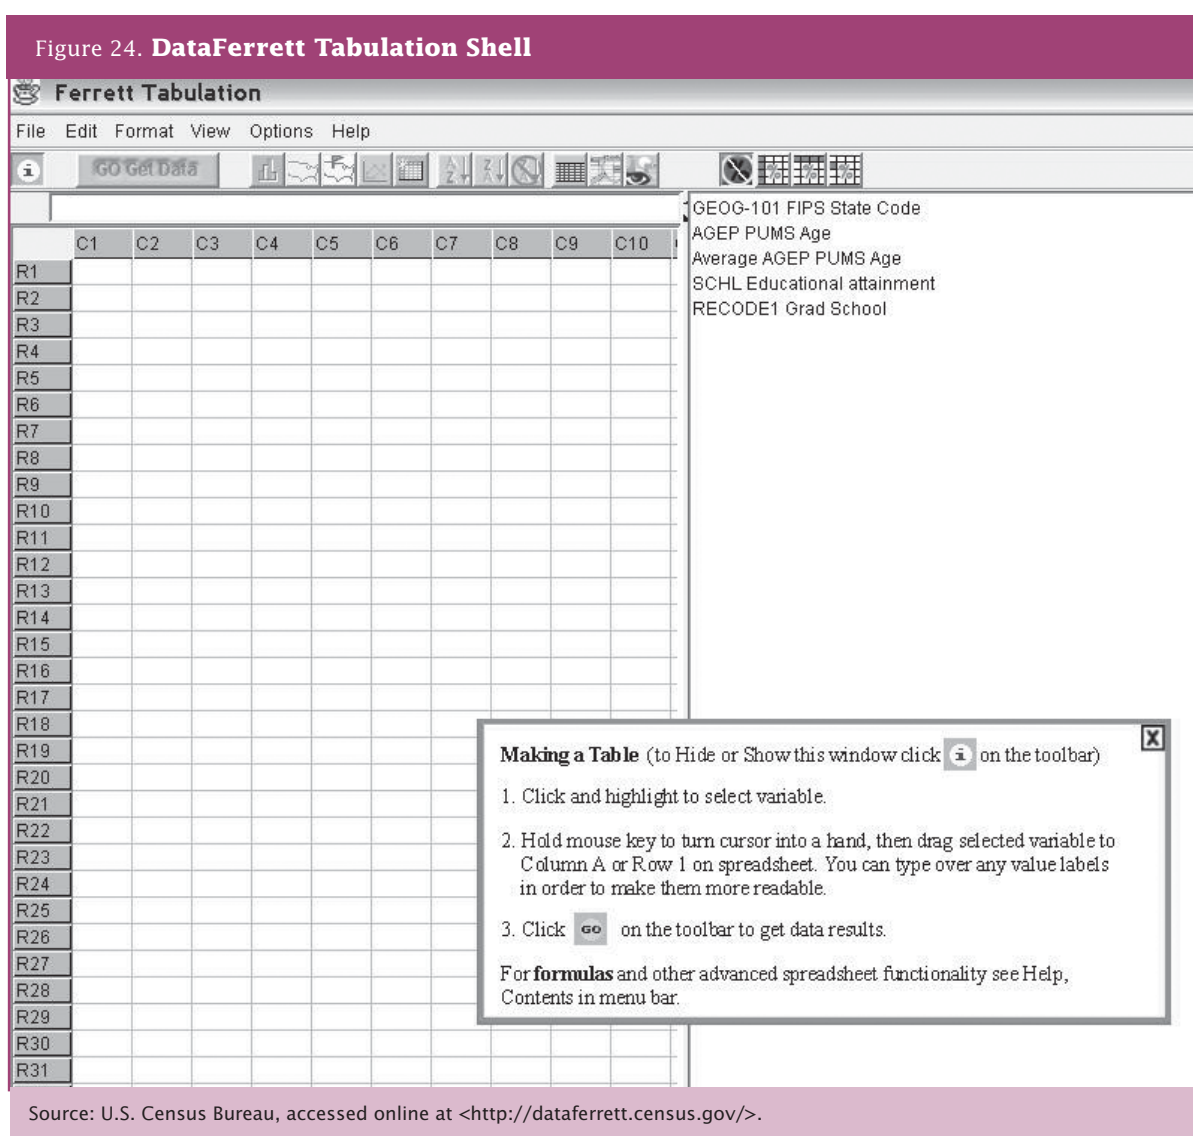 Figure 24. DataFerrett Tabulation Shell
Ferrett Tabulation
File Edit Format View Options Help
i GO Get Data
GEOG-101 FIPS State Code
AGEP PUMS Age
Average AGEP PUMS Age
SCHL Educational attainment
RECODE1 Grad School
C1 C2 C3 C4 C5 C6 C7 C8 C9 C10
R1
R2
R3
R4
R5
R6
R7
R8
R9
R10
R11
R12
R13
R14
R15
R16
R17
R18
R19
R20
R21
R22
R23
R24
R25
R26
R27
R28
R29
R30
R31
Making a Table (to Hide or Show this window click i on the toolbar)
1. Click and highlight to select variable.
2. Hold mouse key to turn cursor into a hand, then drag selected variable to
Column A or Row 1 on spreadsheet. You can type over any value labels
in order to make them more readable.
3. Click GO on the toolbar to get data results.
For formulas and other advanced spreadsheet functionality see Help,
Contents in menu bar.
X
Source: U.S. Census Bureau, accessed online at <http://dataferrett.census.gov/>.